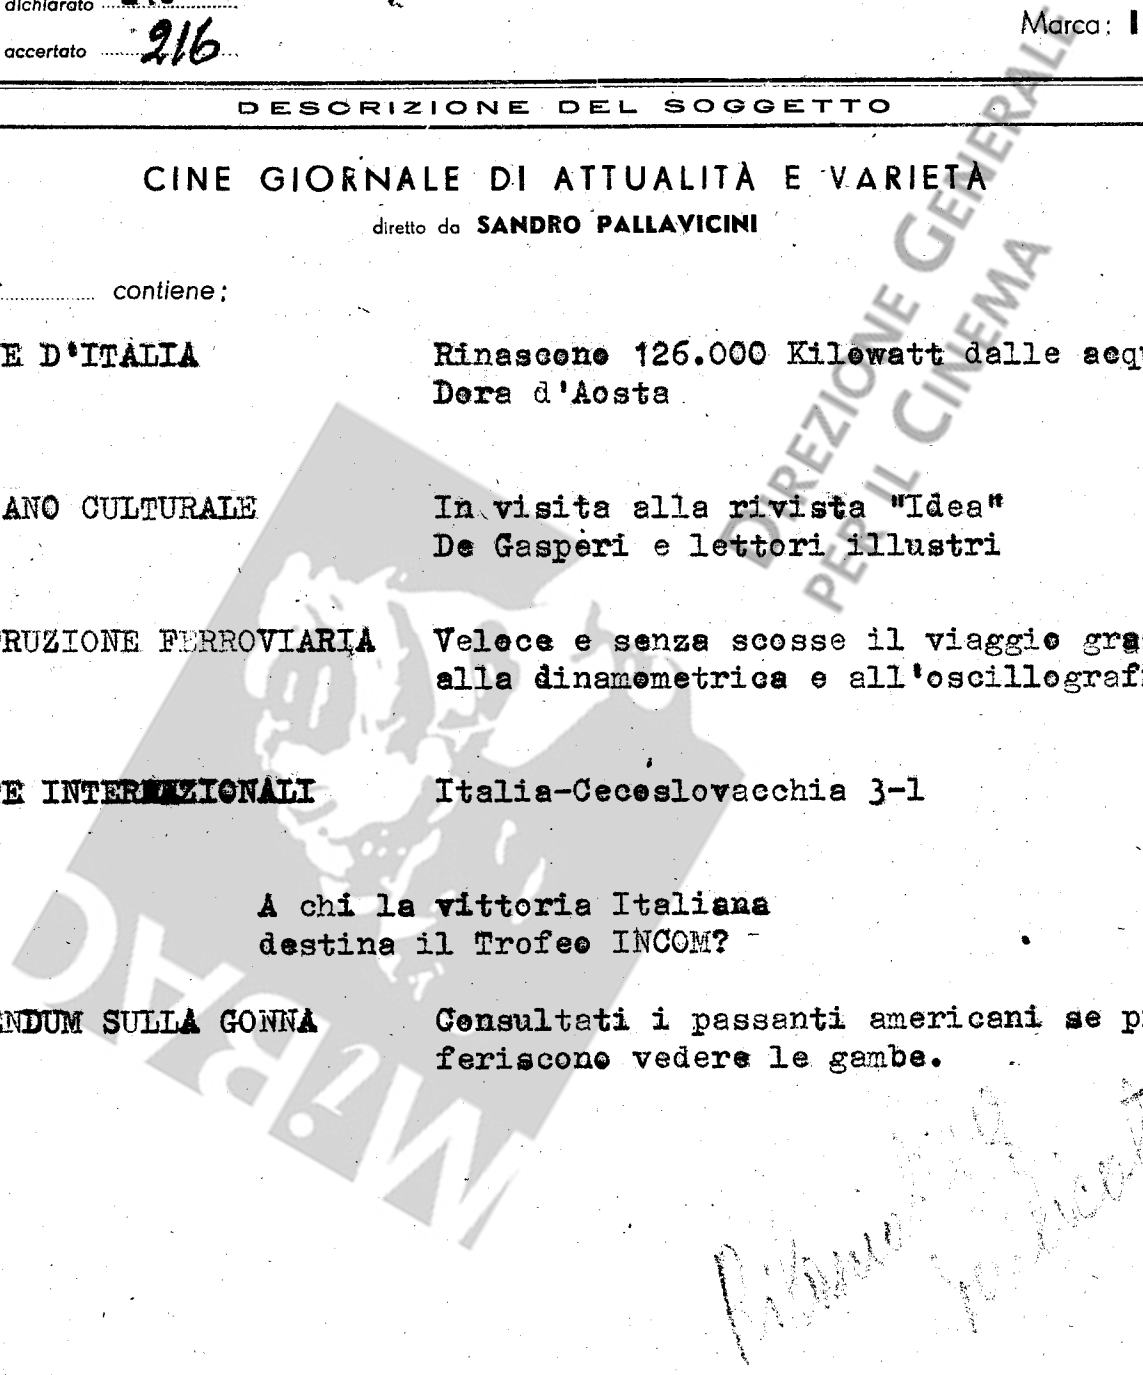 dichiarato
accertato 216
Marca: I
DESCRIZIONE DEL SOGGETTO
CINE GIORNALE DI ATTUALITÀ E VARIETÀ
diretto da SANDRO PALLAVICINI
contiene:
E D'ITALIA Rinascono 126.000 Kilowatt dalle acqu
Dora d'Aosta
ANO CULTURALE In visita alla rivista "Idea"
De Gasperi e lettori illustri
RUZIONE FERROVIARIA Veloce e senza scosse il viaggio gra
alla dinamometrica e all'oscillograf
E INTERNAZIONALI Italia-Cecoslovacchia 3-1
A chi la vittoria Italiana
destina il Trofeo INCOM?
ENDUM SULLA GONNA Consultati i passanti americani se p
feriscono vedere le gambe.
DIREZIONE GENERALE
PER IL CINEMA
MiBAC